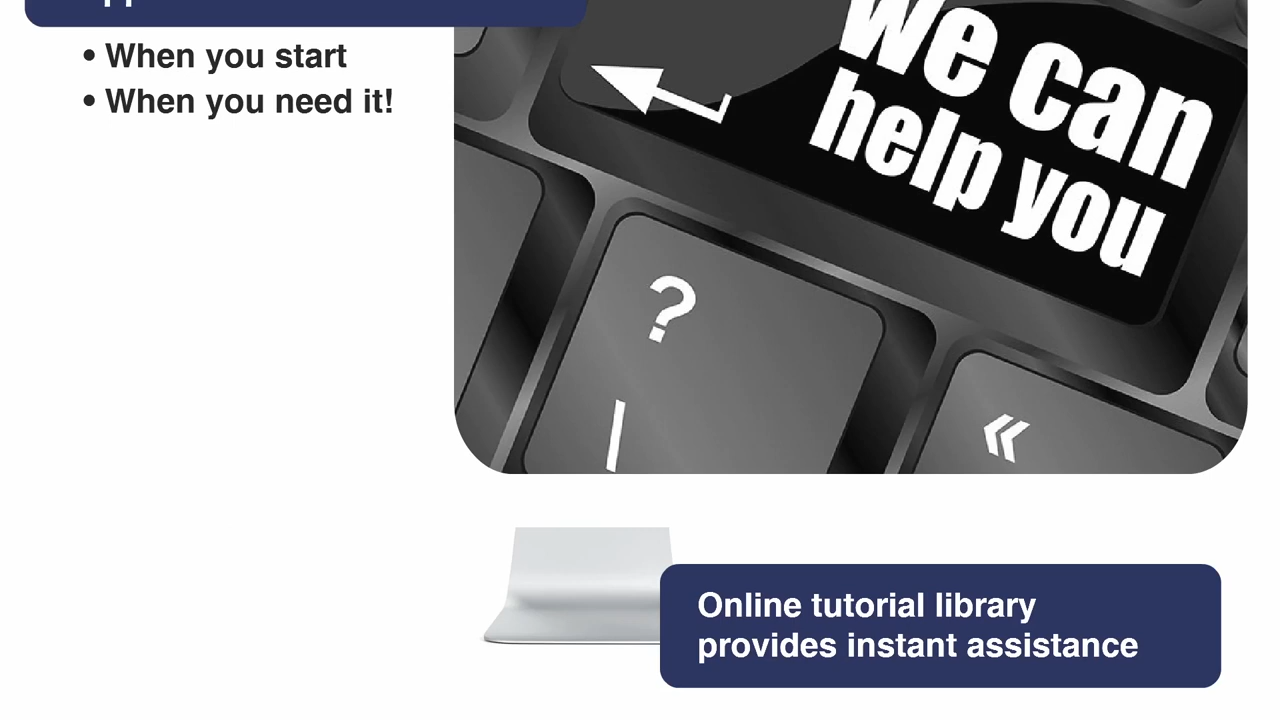 • When you start
• When you need it!
we can
help you
?
«
Online tutorial library
provides instant assistance